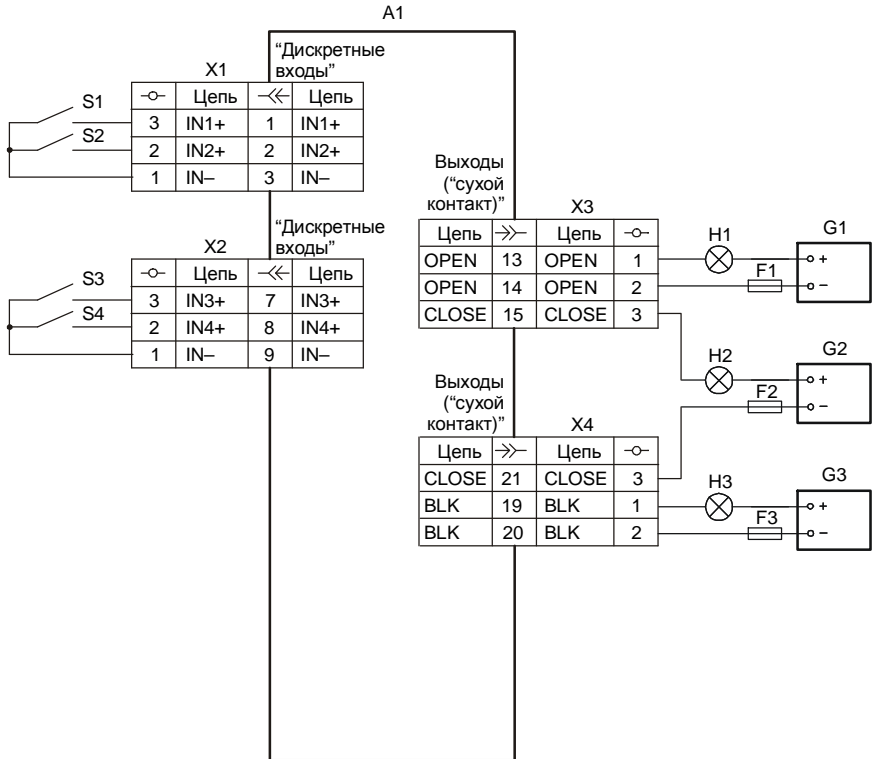 A1
"Дискретные
входы"
X1
Цепь Цепь
3 IN1+ 1 IN1+
2 IN2+ 2 IN2+
1 IN– 3 IN–
S1
S2
"Дискретные
входы"
X2
Цепь Цепь
3 IN3+ 7 IN3+
2 IN4+ 8 IN4+
1 IN– 9 IN–
S3
S4
Выходы
("сухой
контакт)"
X3
Цепь Цепь
OPEN 13 OPEN 1
OPEN 14 OPEN 2
CLOSE 15 CLOSE 3
H1
F1
G1
+
–
H2
F2
G2
+
–
Выходы
("сухой
контакт)"
X4
Цепь Цепь
CLOSE 21 CLOSE 3
BLK 19 BLK 1
BLK 20 BLK 2
H3
F3
G3
+
–